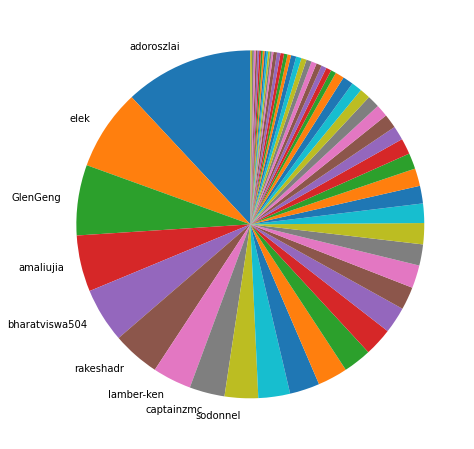 adoroszlai
elek
GlenGeng
amaliujia
bharatviswa504
rakeshadr
lamber-ken
captainzmc
sodonnel